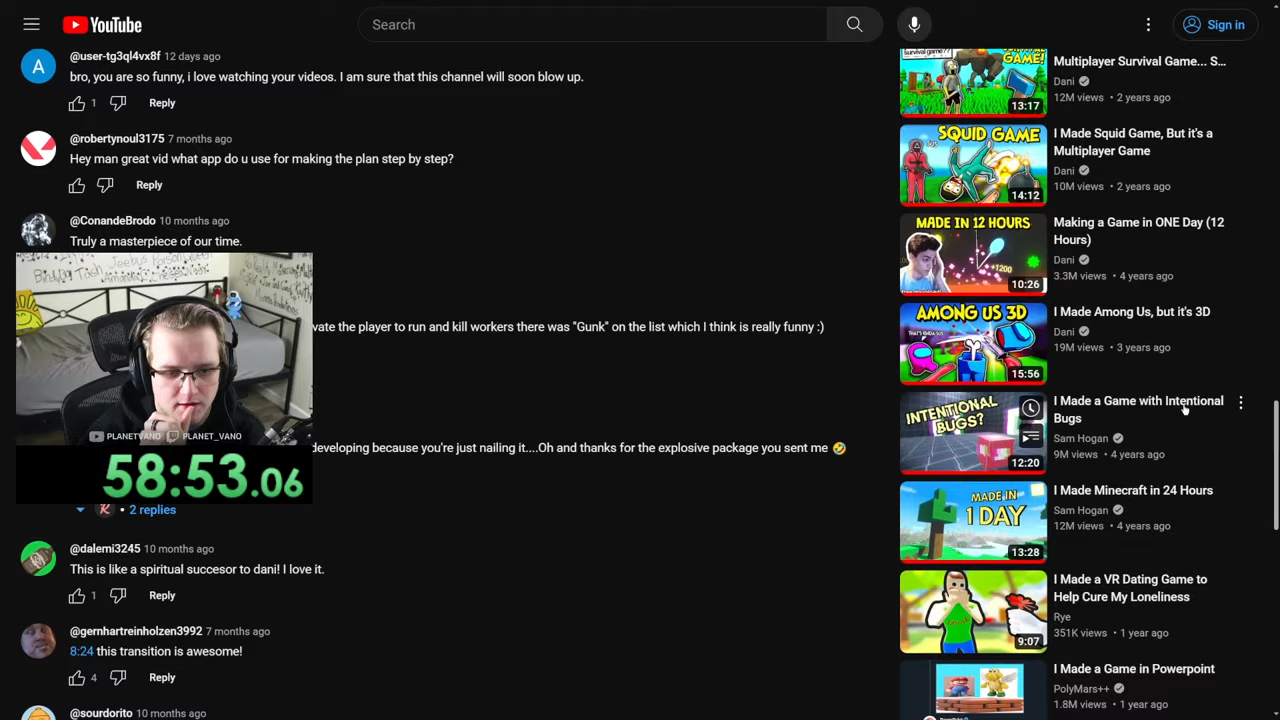 YouTube
Search
Sign in
A
@user-tg3ql4vx8f 12 days ago
bro, you are so funny, i love watching your videos. I am sure that this channel will soon blow up.
1 Reply
@robertynoul3175 7 months ago
Hey man great vid what app do u use for making the plan step by step?
Reply
@ConandeBrodo 10 months ago
Truly a masterpiece of our time.
vate the player to run and kill workers there was "Gunk" on the list which I think is really funny :)
developing because you're just nailing it....Oh and thanks for the explosive package you sent me 🤣
PLANETVANO PLANET_VANO
58:53.06
• 2 replies
@dalemi3245 10 months ago
This is like a spiritual succesor to dani! I love it.
1 Reply
@gernhartreinholzen3992 7 months ago
8:24 this transition is awesome!
4 Reply
@sourdorito 10 months ago
GAME!
13:17
Multiplayer Survival Game... S...
Dani
12M views • 2 years ago
SQUID GAME
14:12
I Made Squid Game, But it's a
Multiplayer Game
Dani
10M views • 2 years ago
MADE IN 12 HOURS
+1200
10:26
Making a Game in ONE Day (12
Hours)
Dani
3.3M views • 4 years ago
AMONG US 3D
15:56
I Made Among Us, but it's 3D
Dani
19M views • 3 years ago
INTENTIONAL
BUGS?
12:20
I Made a Game with Intentional
Bugs
Sam Hogan
9M views • 4 years ago
MADE IN
1 DAY
13:28
I Made Minecraft in 24 Hours
Sam Hogan
12M views • 4 years ago
9:07
I Made a VR Dating Game to
Help Cure My Loneliness
Rye
351K views • 1 year ago
I Made a Game in Powerpoint
PolyMars++
1.8M views • 1 year ago